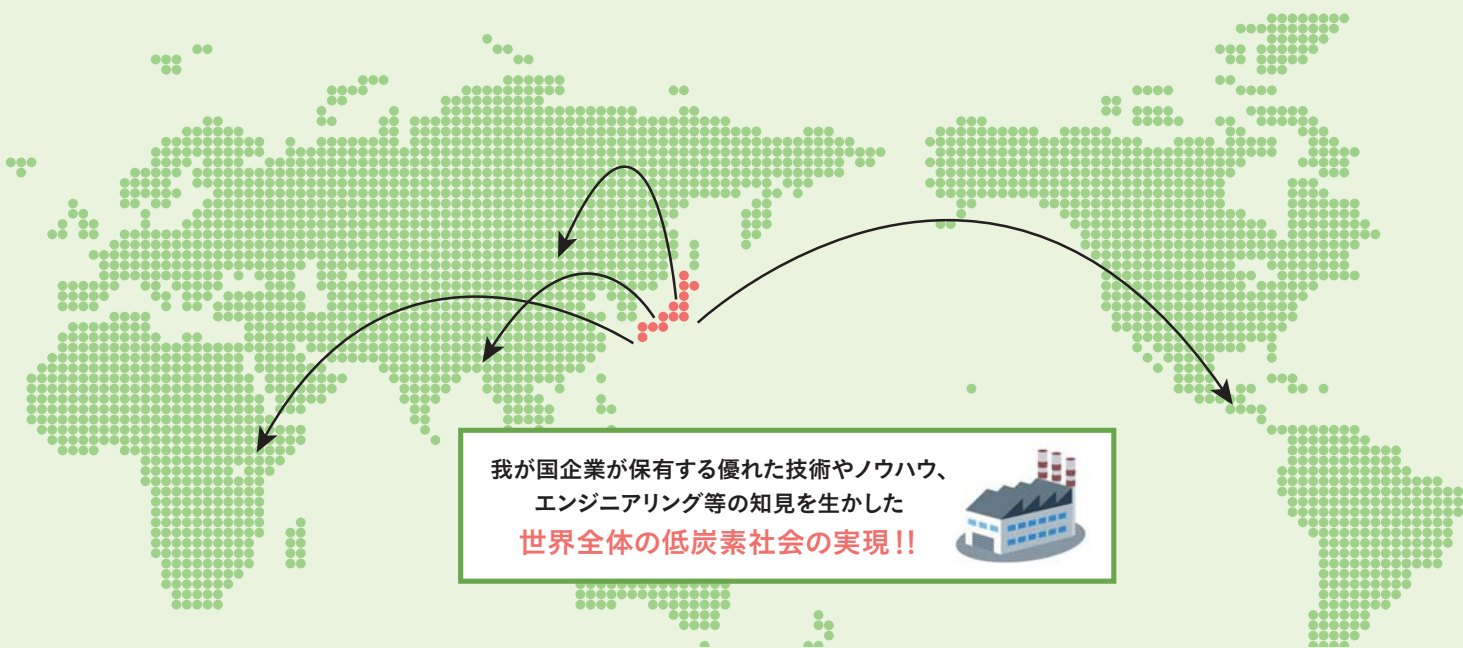 我が国企業が保有する優れた技術やノウハウ、
エンジニアリング等の知見を生かした
世界全体の低炭素社会の実現!!